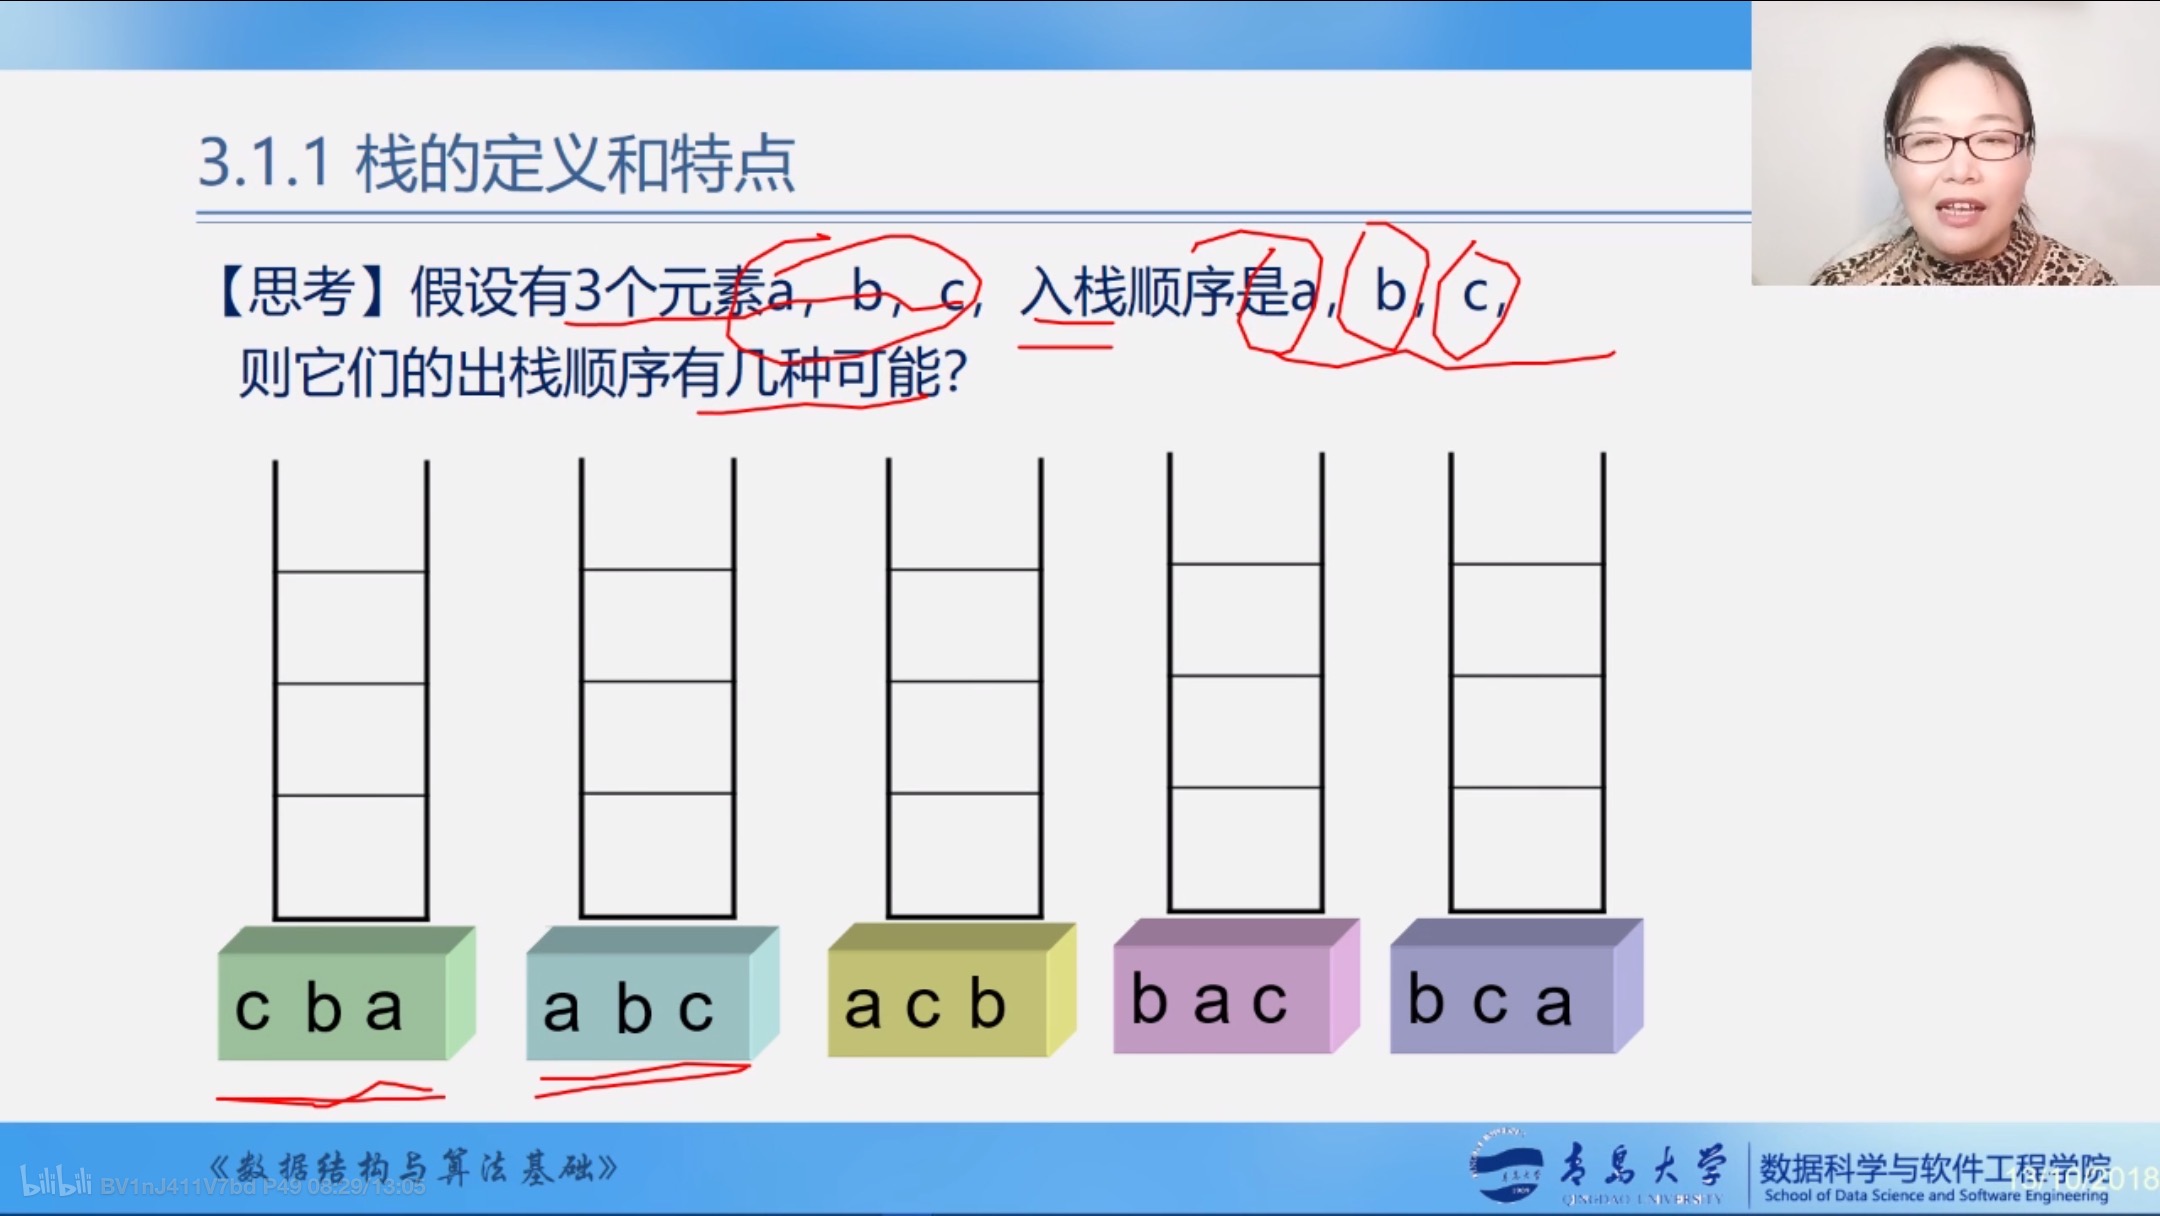 3.1.1 栈的定义和特点
【思考】假设有3个元素a，b，c，入栈顺序是a，b，c，
则它们的出栈顺序有几种可能？
c b a
a b c
a c b
b a c
b c a
《数据结构与算法基础》
bilibili BV1nJ411V7bd P49 08:29/13:05
青岛大学
QINGDAO UNIVERSITY
数据科学与软件工程学院
School of Data Science and Software Engineering
13/10/2018